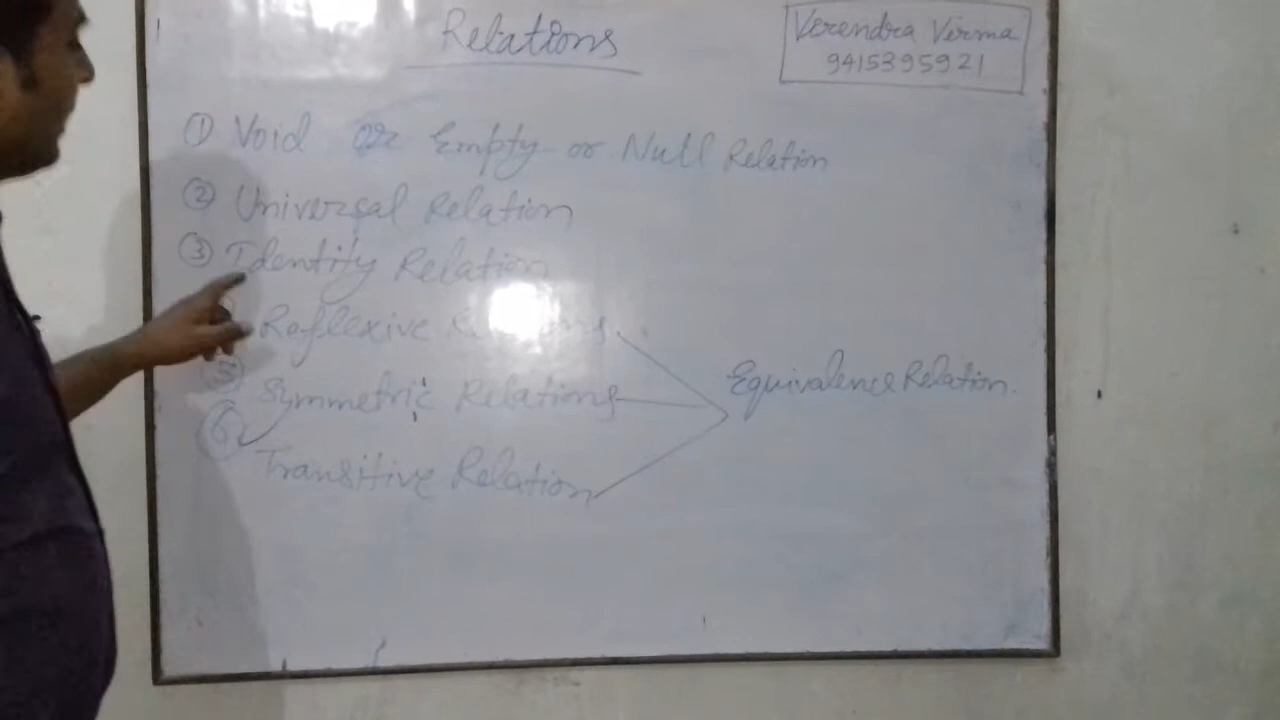 Relations
Verendra Verma
9415395921
① Void or Empty or Null Relation
② Universal Relation
③ Identity Relation
Reflexive
⑤ Symmetric Relations
⑥ Transitive Relation
Equivalence Relation.